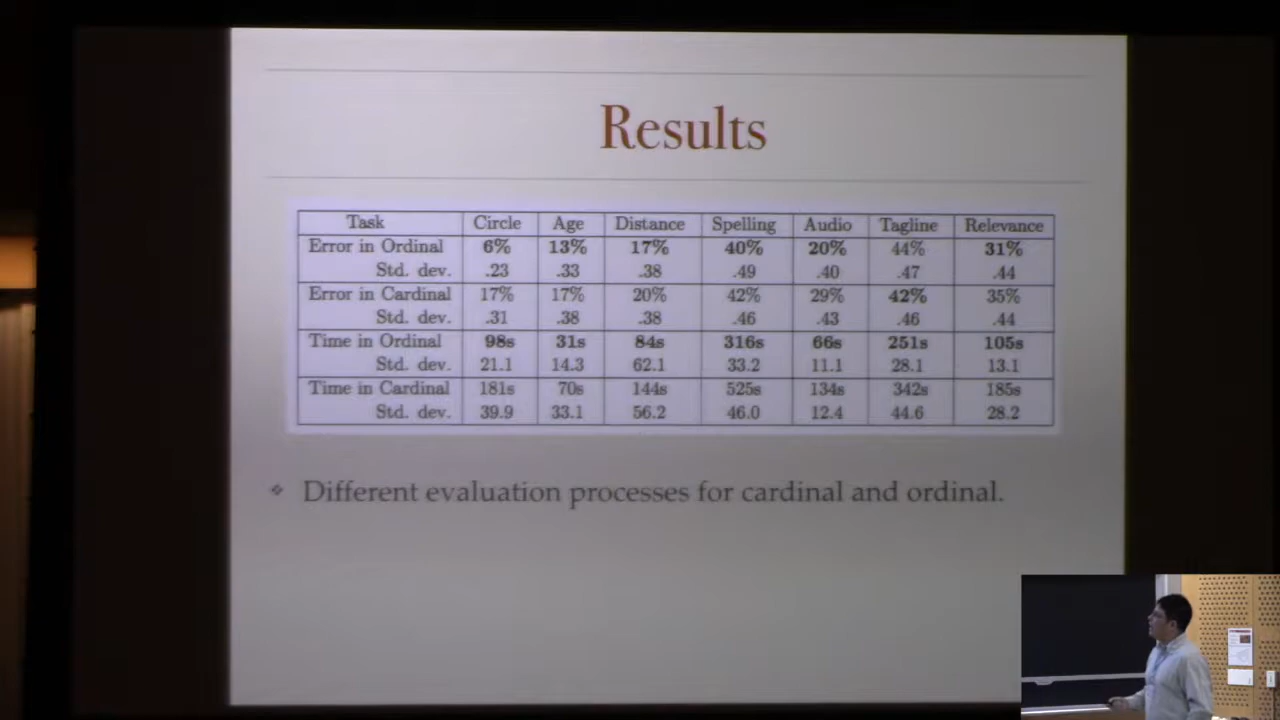 Results
Task Circle Age Distance Spelling Audio Tagline Relevance
Error in Ordinal 6% 13% 17% 40% 20% 44% 31%
Std. dev. .23 .33 .38 .49 .40 .47 .44
Error in Cardinal 17% 17% 20% 42% 29% 42% 35%
Std. dev. .31 .38 .38 .46 .43 .46 .44
Time in Ordinal 98s 31s 84s 316s 66s 251s 105s
Std. dev. 21.1 14.3 62.1 33.2 11.1 28.1 13.1
Time in Cardinal 181s 70s 144s 525s 134s 342s 185s
Std. dev. 39.9 33.1 56.2 46.0 12.4 44.6 28.2
Different evaluation processes for cardinal and ordinal.